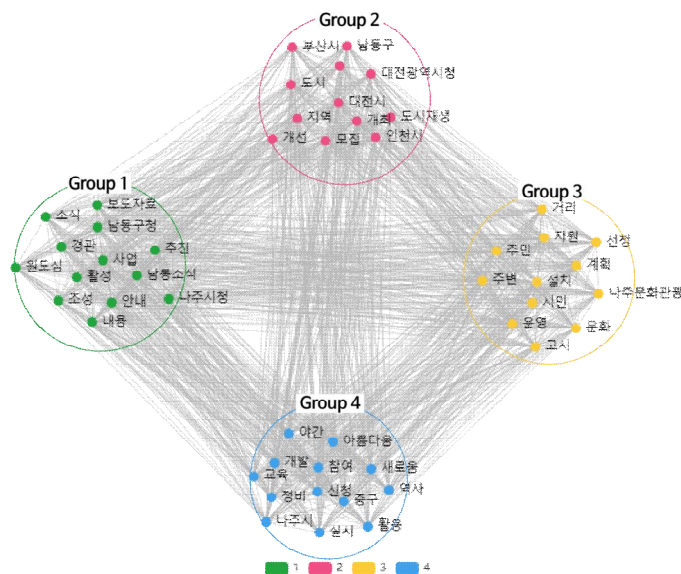 Group 2
부산시
남동구
대전광역시청
도시
대전시
지역
개최
도시재생
개선
모집
인천시
Group 1
보도자료
소식
남동구청
경관
추진
사업
원도심
활성
남동소식
조성
안내
나주시청
내용
Group 3
거리
자원
선정
주민
계획
주변
설치
나주문화관광
시민
운영
문화
고시
Group 4
야간
아름다움
개발
참여
새로움
교육
신청
역사
정비
중구
나주시
실시
활용
1 2 3 4